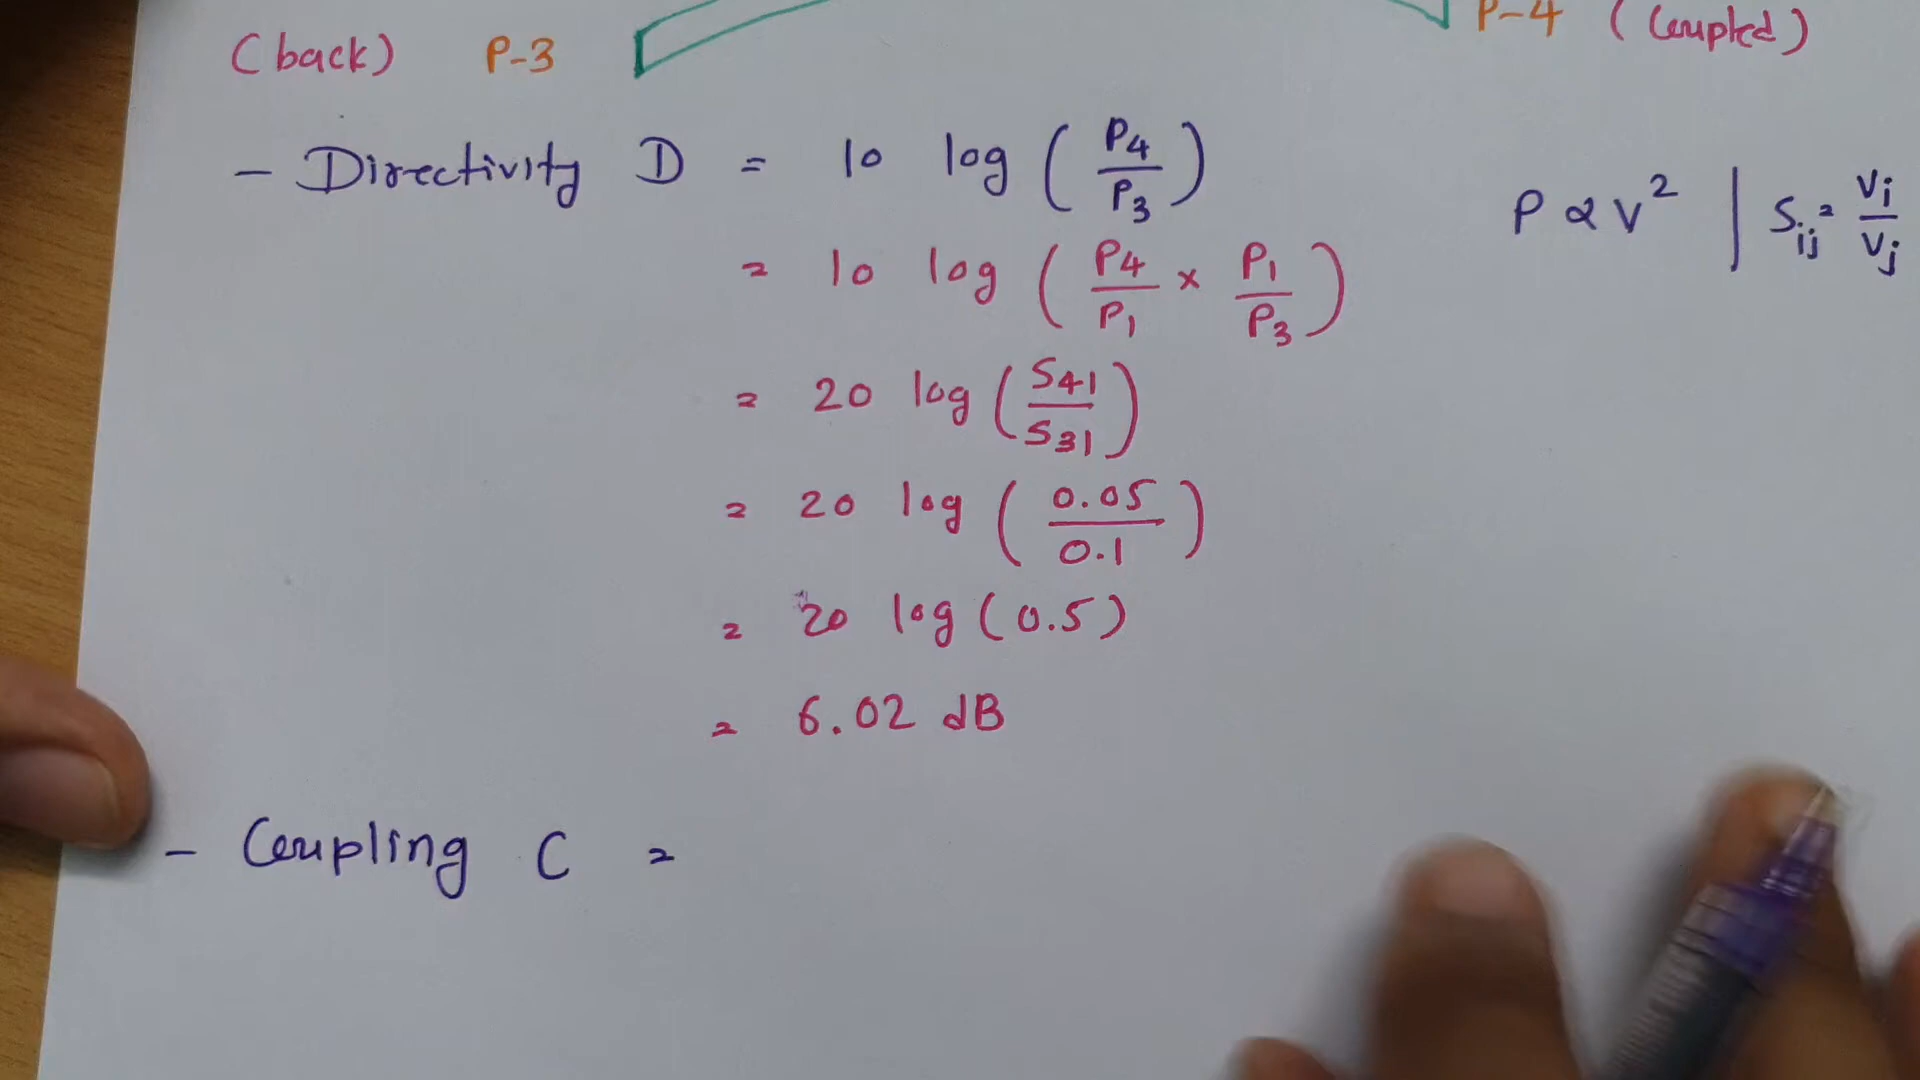 (back) P-3 P-4 (Coupled)
- Directivity D = 10 log (P4/P3)
P ∝ V² | Sij = Vi/Vj
= 10 log (P4/P1 × P1/P3)
= 20 log (S41/S31)
= 20 log (0.05/0.1)
= 20 log (0.5)
= 6.02 dB
- Coupling C =